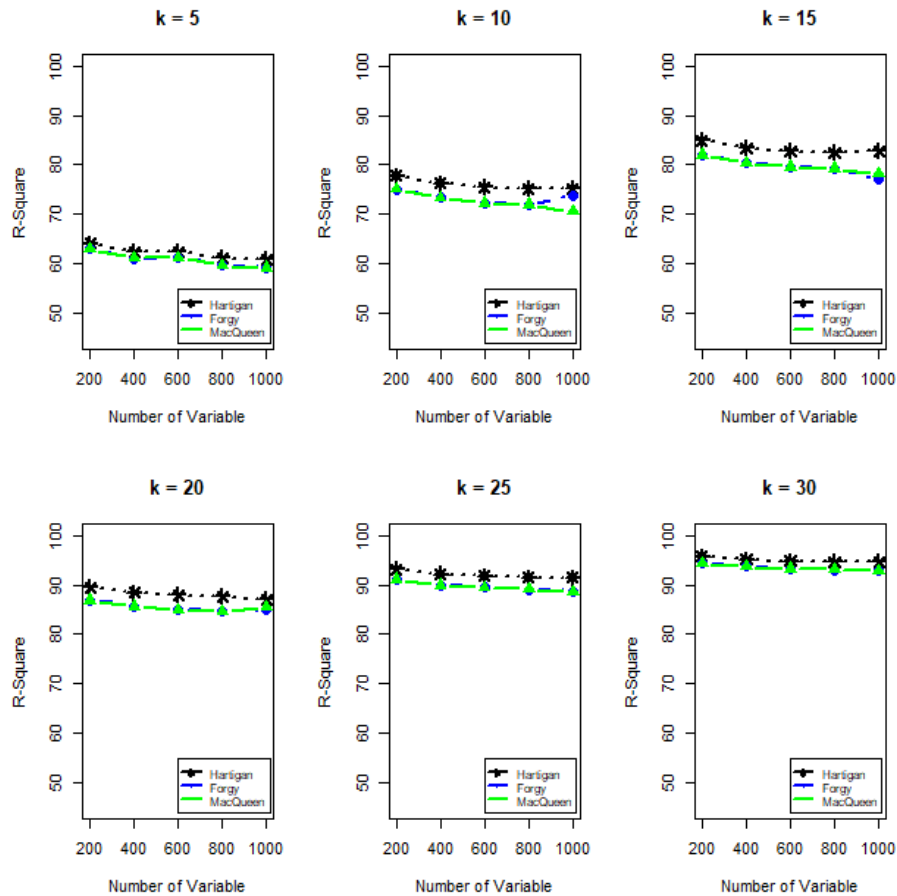 k = 5
R-Square
100
90
80
70
60
50
Hartigan
Forgy
MacQueen
200 400 600 800 1000
Number of Variable
k = 10
R-Square
100
90
80
70
60
50
Hartigan
Forgy
MacQueen
200 400 600 800 1000
Number of Variable
k = 15
R-Square
100
90
80
70
60
50
Hartigan
Forgy
MacQueen
200 400 600 800 1000
Number of Variable
k = 20
R-Square
100
90
80
70
60
50
Hartigan
Forgy
MacQueen
200 400 600 800 1000
Number of Variable
k = 25
R-Square
100
90
80
70
60
50
Hartigan
Forgy
MacQueen
200 400 600 800 1000
Number of Variable
k = 30
R-Square
100
90
80
70
60
50
Hartigan
Forgy
MacQueen
200 400 600 800 1000
Number of Variable